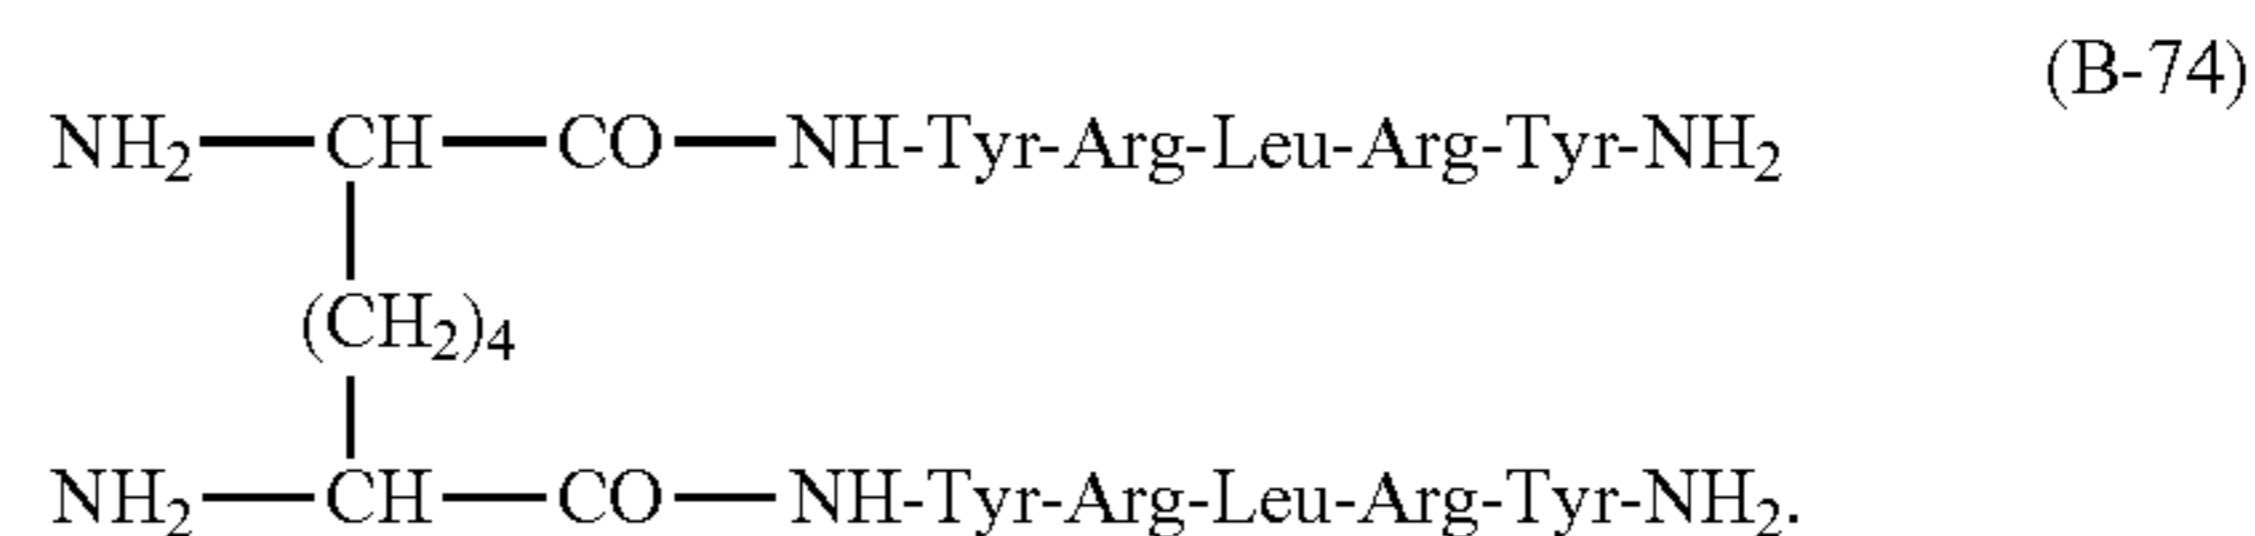 (B-74)
NH2—CH—CO—NH-Tyr-Arg-Leu-Arg-Tyr-NH2
(CH2)4
NH2—CH—CO—NH-Tyr-Arg-Leu-Arg-Tyr-NH2.